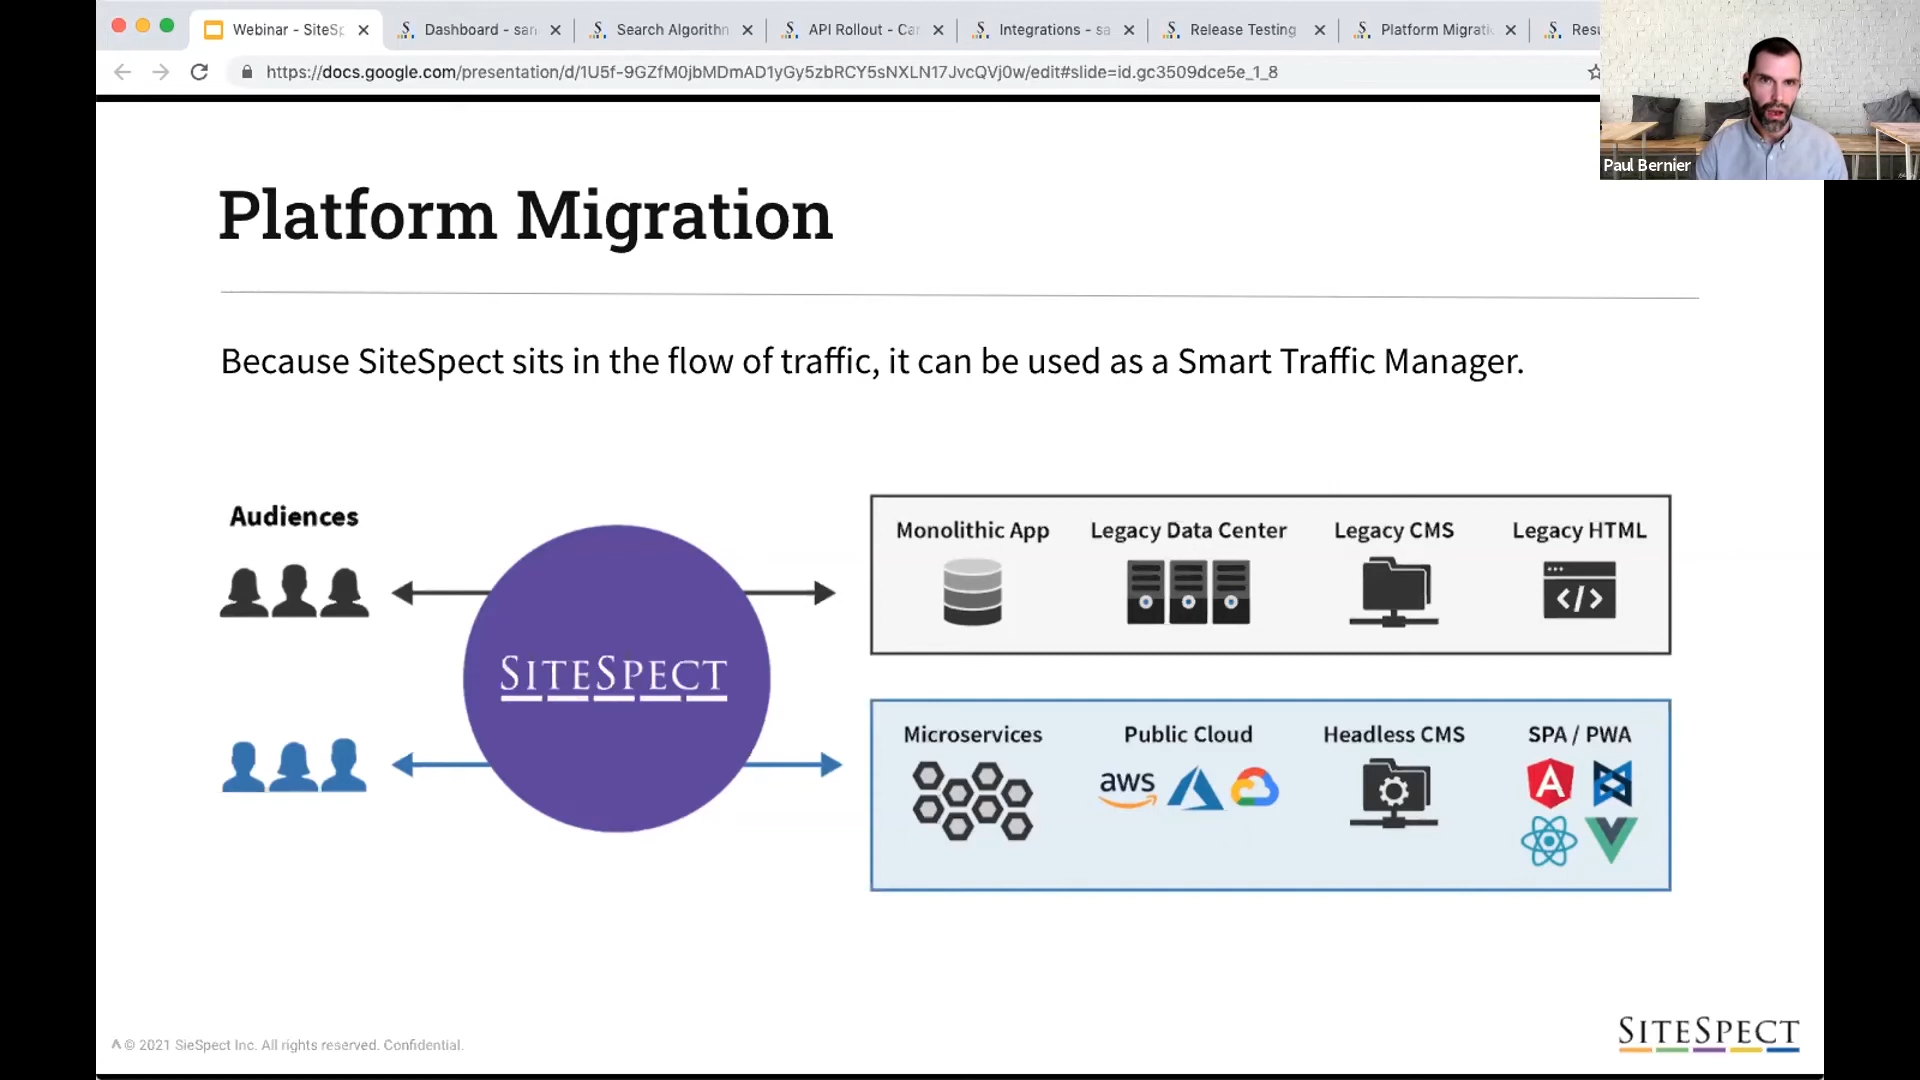 Webinar - SiteSp
Dashboard - san
Search Algorithm
API Rollout - Car
Integrations - sa
Release Testing
Platform Migrati
Resu
https://docs.google.com/presentation/d/1U5f-9GZfM0jbMDmAD1yGy5zbRCY5sNXLN17JvcQVj0w/edit#slide=id.gc3509dce5e_1_8
Paul Bernier
Platform Migration
Because SiteSpect sits in the flow of traffic, it can be used as a Smart Traffic Manager.
Audiences
SITESPECT
Monolithic App
Legacy Data Center
Legacy CMS
Legacy HTML
</>
Microservices
Public Cloud
Headless CMS
SPA / PWA
aws
A
© 2021 SieSpect Inc. All rights reserved. Confidential.
SITESPECT